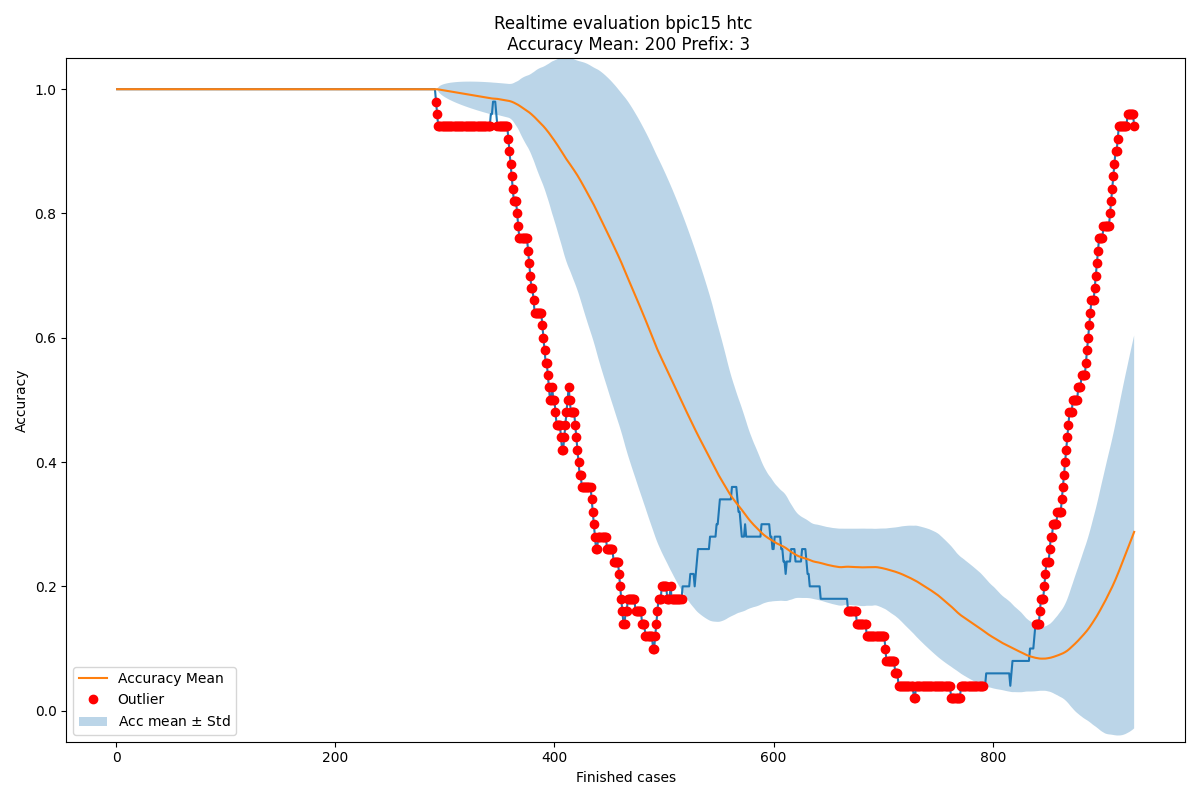 Realtime evaluation bpic15 htc
Accuracy Mean: 200 Prefix: 3
Accuracy
1.0
0.8
0.6
0.4
0.2
0.0
Accuracy Mean
Outlier
Acc mean ± Std
0 200 400 600 800
Finished cases